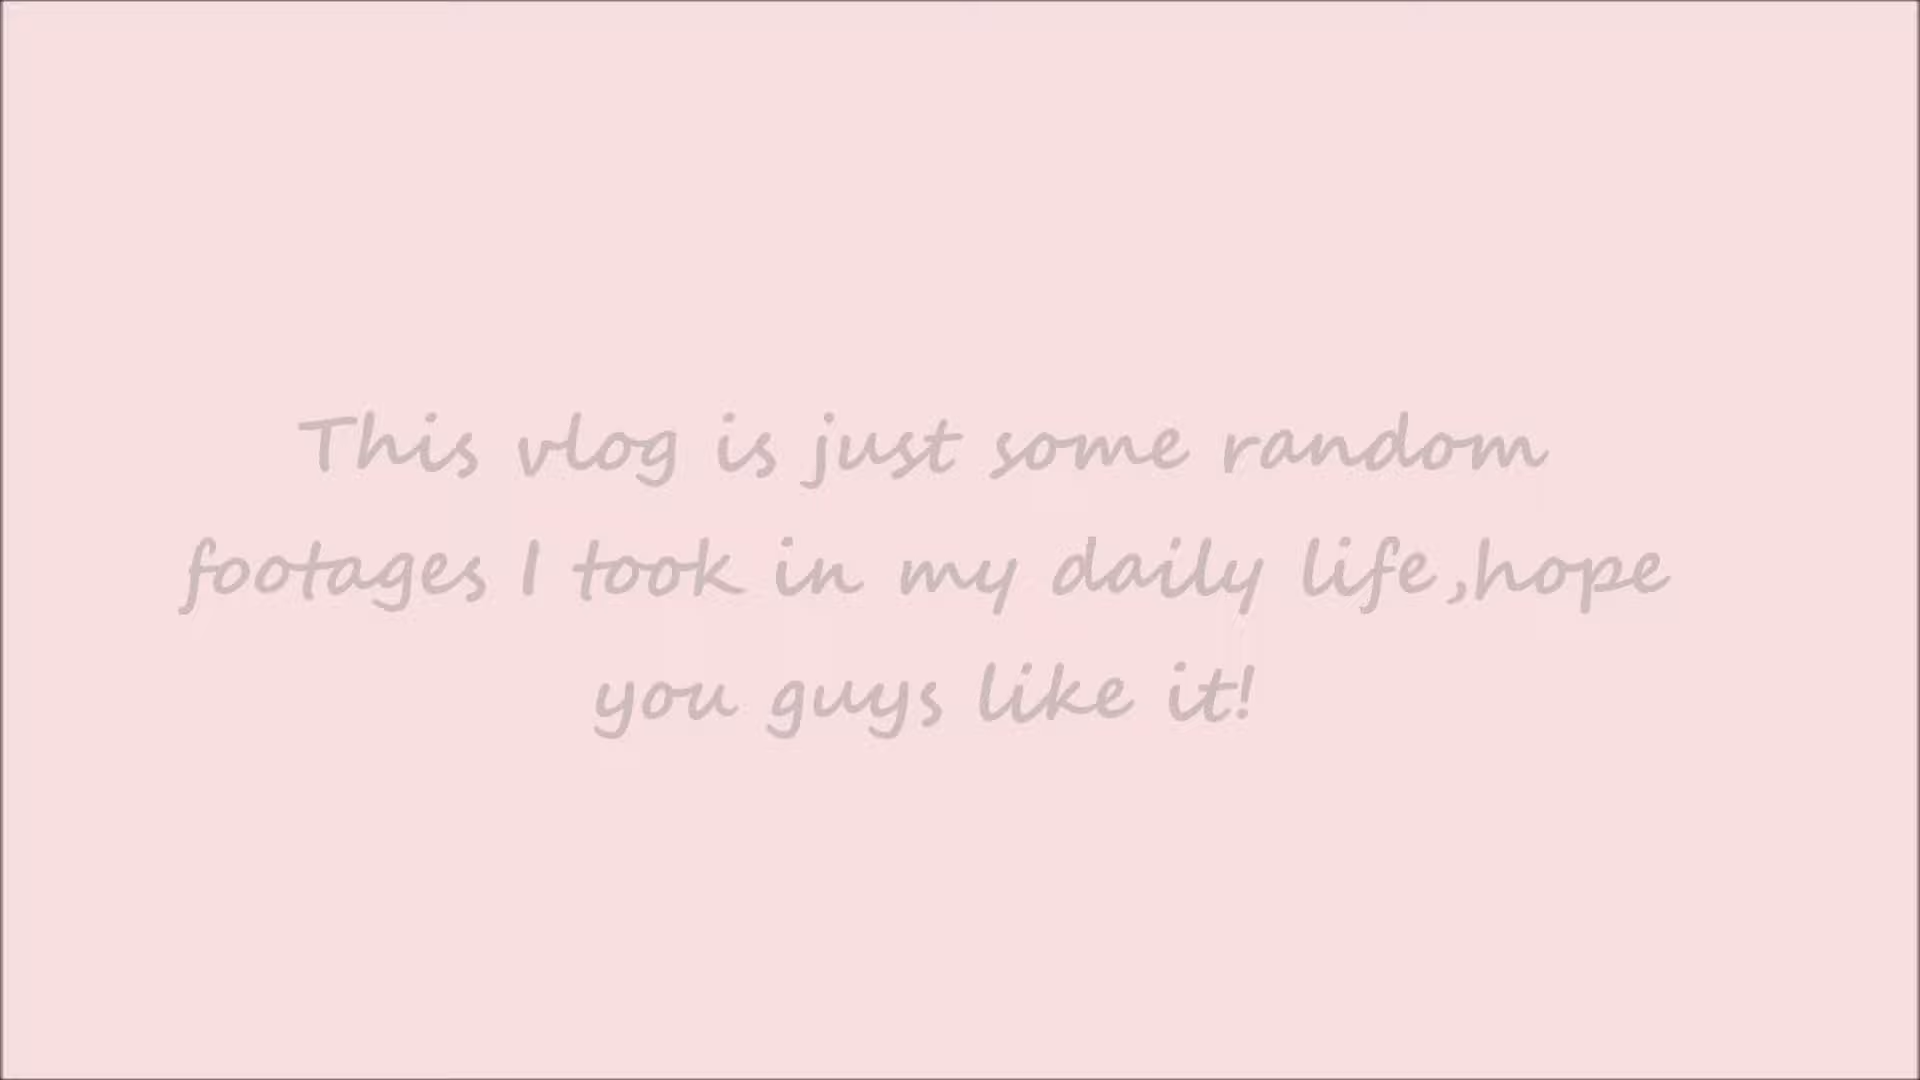 This vlog is just some random
footages I took in my daily life,hope
you guys like it!